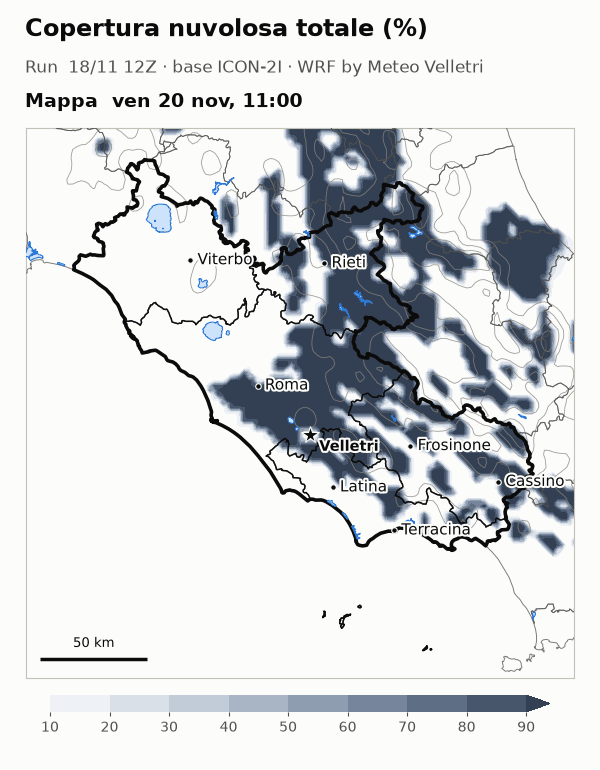 Copertura nuvolosa totale (%)
Run  18/11 12Z · base ICON-2I · WRF by Meteo Velletri
Mappa  ven 20 nov, 11:00
Viterbo
Rieti
Roma
Velletri
Frosinone
Cassino
Latina
Terracina
50 km
10 20 30 40 50 60 70 80 90